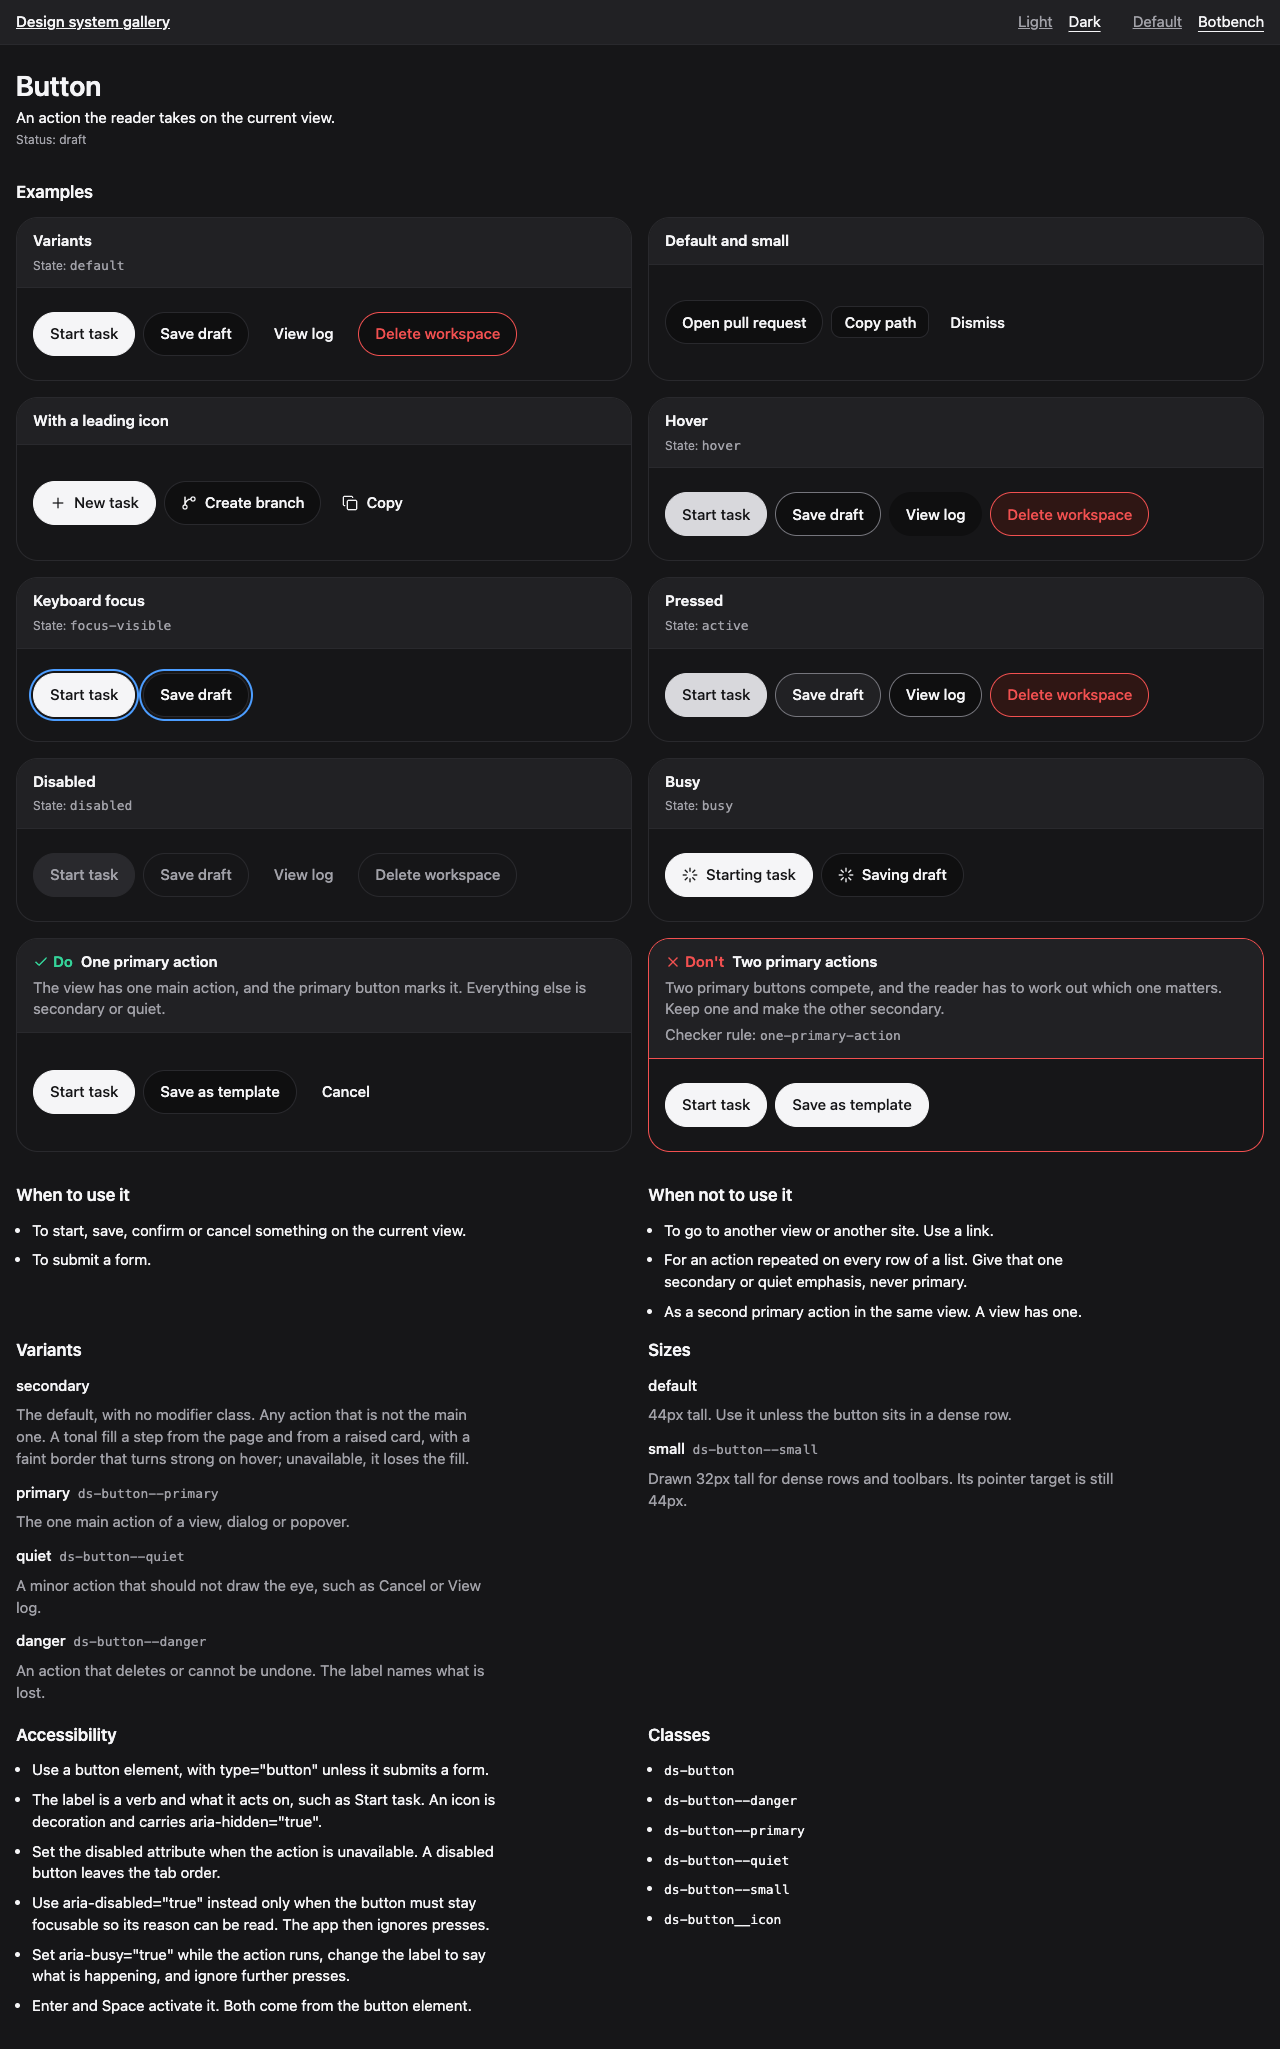 Design system gallery
Light Dark Default Botbench
Button
An action the reader takes on the current view.
Status: draft
Examples
Variants
State: default
Start task Save draft View log Delete workspace
Default and small
Open pull request Copy path Dismiss
With a leading icon
New task Create branch Copy
Hover
State: hover
Start task Save draft View log Delete workspace
Keyboard focus
State: focus-visible
Start task Save draft
Pressed
State: active
Start task Save draft View log Delete workspace
Disabled
State: disabled
Start task Save draft View log Delete workspace
Busy
State: busy
Starting task Saving draft
Do One primary action
The view has one main action, and the primary button marks it. Everything else is
secondary or quiet.
Start task Save as template Cancel
Don't Two primary actions
Two primary buttons compete, and the reader has to work out which one matters.
Keep one and make the other secondary.
Checker rule: one-primary-action
Start task Save as template
When to use it
• To start, save, confirm or cancel something on the current view.
• To submit a form.
When not to use it
• To go to another view or another site. Use a link.
• For an action repeated on every row of a list. Give that one
secondary or quiet emphasis, never primary.
• As a second primary action in the same view. A view has one.
Variants
secondary
The default, with no modifier class. Any action that is not the main
one. A tonal fill a step from the page and from a raised card, with a
faint border that turns strong on hover; unavailable, it loses the fill.
primary ds-button--primary
The one main action of a view, dialog or popover.
quiet ds-button--quiet
A minor action that should not draw the eye, such as Cancel or View
log.
danger ds-button--danger
An action that deletes or cannot be undone. The label names what is
lost.
Sizes
default
44px tall. Use it unless the button sits in a dense row.
small ds-button--small
Drawn 32px tall for dense rows and toolbars. Its pointer target is still
44px.
Accessibility
• Use a button element, with type="button" unless it submits a form.
• The label is a verb and what it acts on, such as Start task. An icon is
decoration and carries aria-hidden="true".
• Set the disabled attribute when the action is unavailable. A disabled
button leaves the tab order.
• Use aria-disabled="true" instead only when the button must stay
focusable so its reason can be read. The app then ignores presses.
• Set aria-busy="true" while the action runs, change the label to say
what is happening, and ignore further presses.
• Enter and Space activate it. Both come from the button element.
Classes
• ds-button
• ds-button--danger
• ds-button--primary
• ds-button--quiet
• ds-button--small
• ds-button__icon